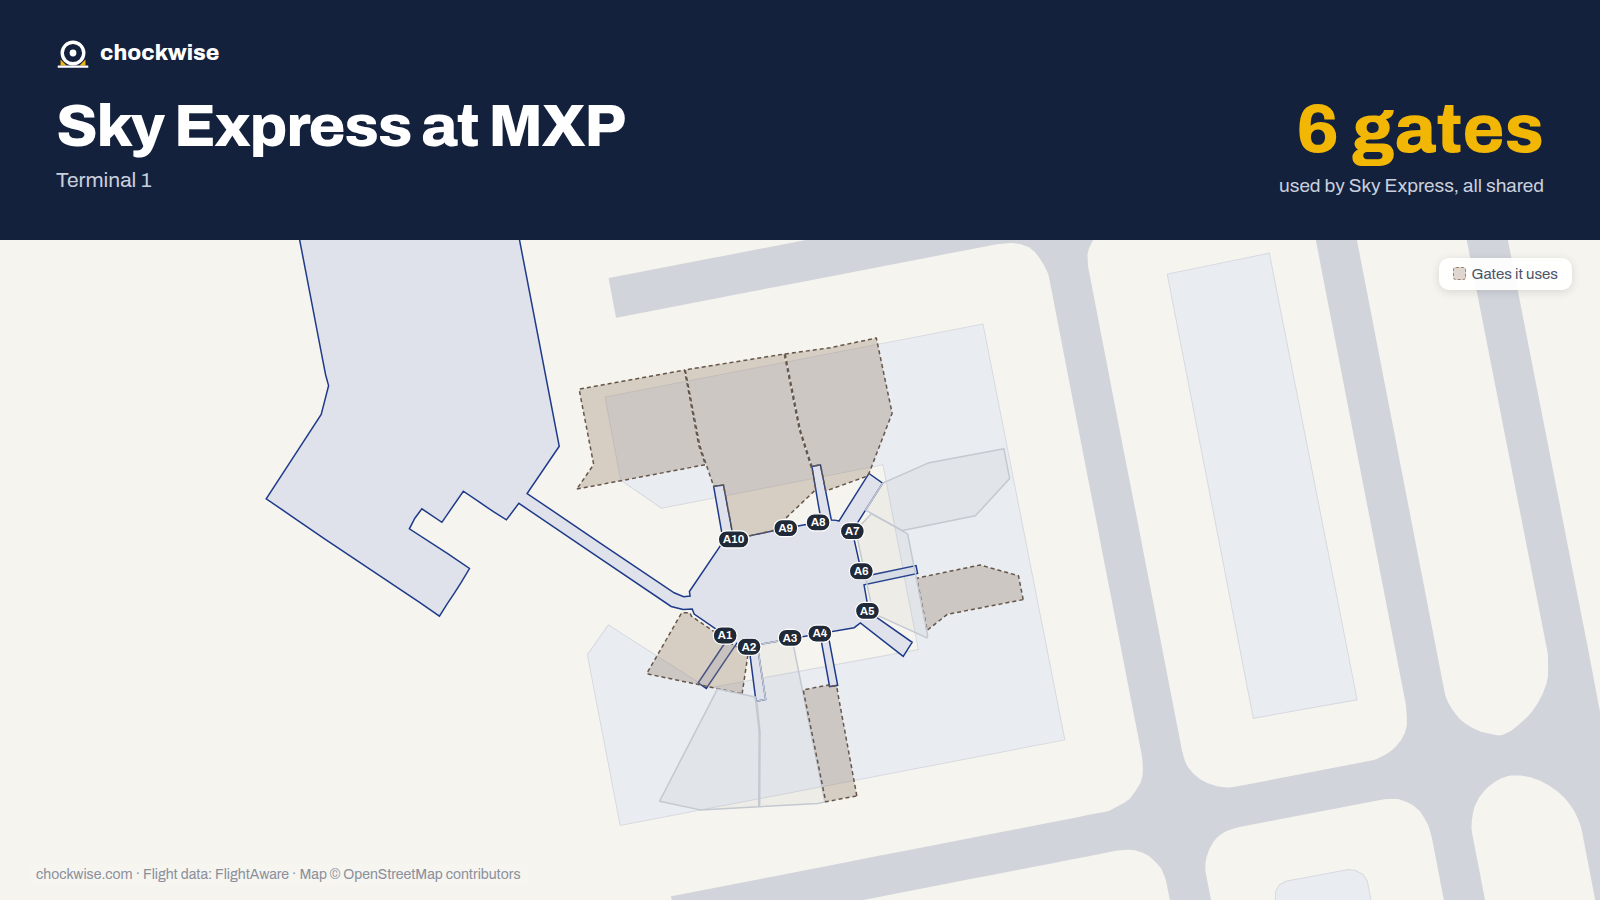 chockwise
Sky Express at MXP
Terminal 1
6 gates
used by Sky Express, all shared
Gates it uses
A10
A9
A8
A7
A6
A5
A1
A2
A3
A4
chockwise.com · Flight data: FlightAware · Map © OpenStreetMap contributors